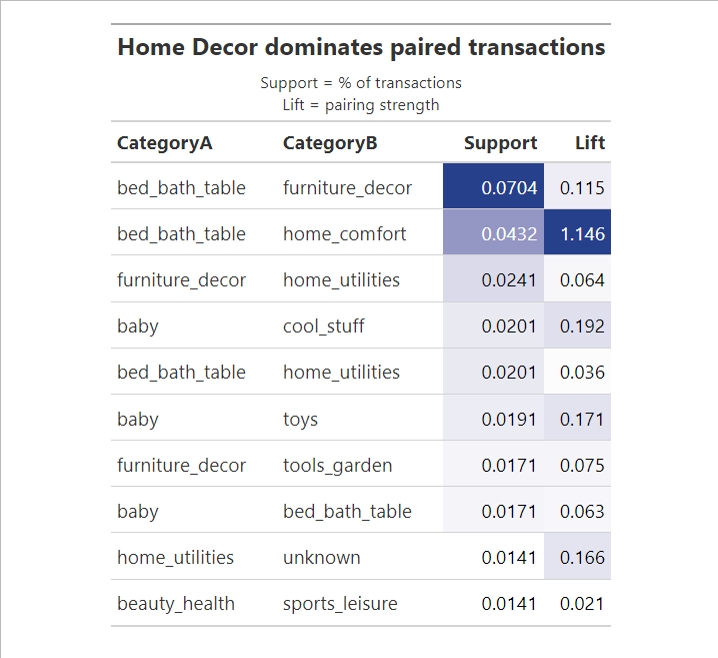 Home Decor dominates paired transactions
Support = % of transactions
Lift = pairing strength
CategoryA CategoryB Support Lift
bed_bath_table furniture_decor 0.0704 0.115
bed_bath_table home_comfort 0.0432 1.146
furniture_decor home_utilities 0.0241 0.064
baby cool_stuff 0.0201 0.192
bed_bath_table home_utilities 0.0201 0.036
baby toys 0.0191 0.171
furniture_decor tools_garden 0.0171 0.075
baby bed_bath_table 0.0171 0.063
home_utilities unknown 0.0141 0.166
beauty_health sports_leisure 0.0141 0.021